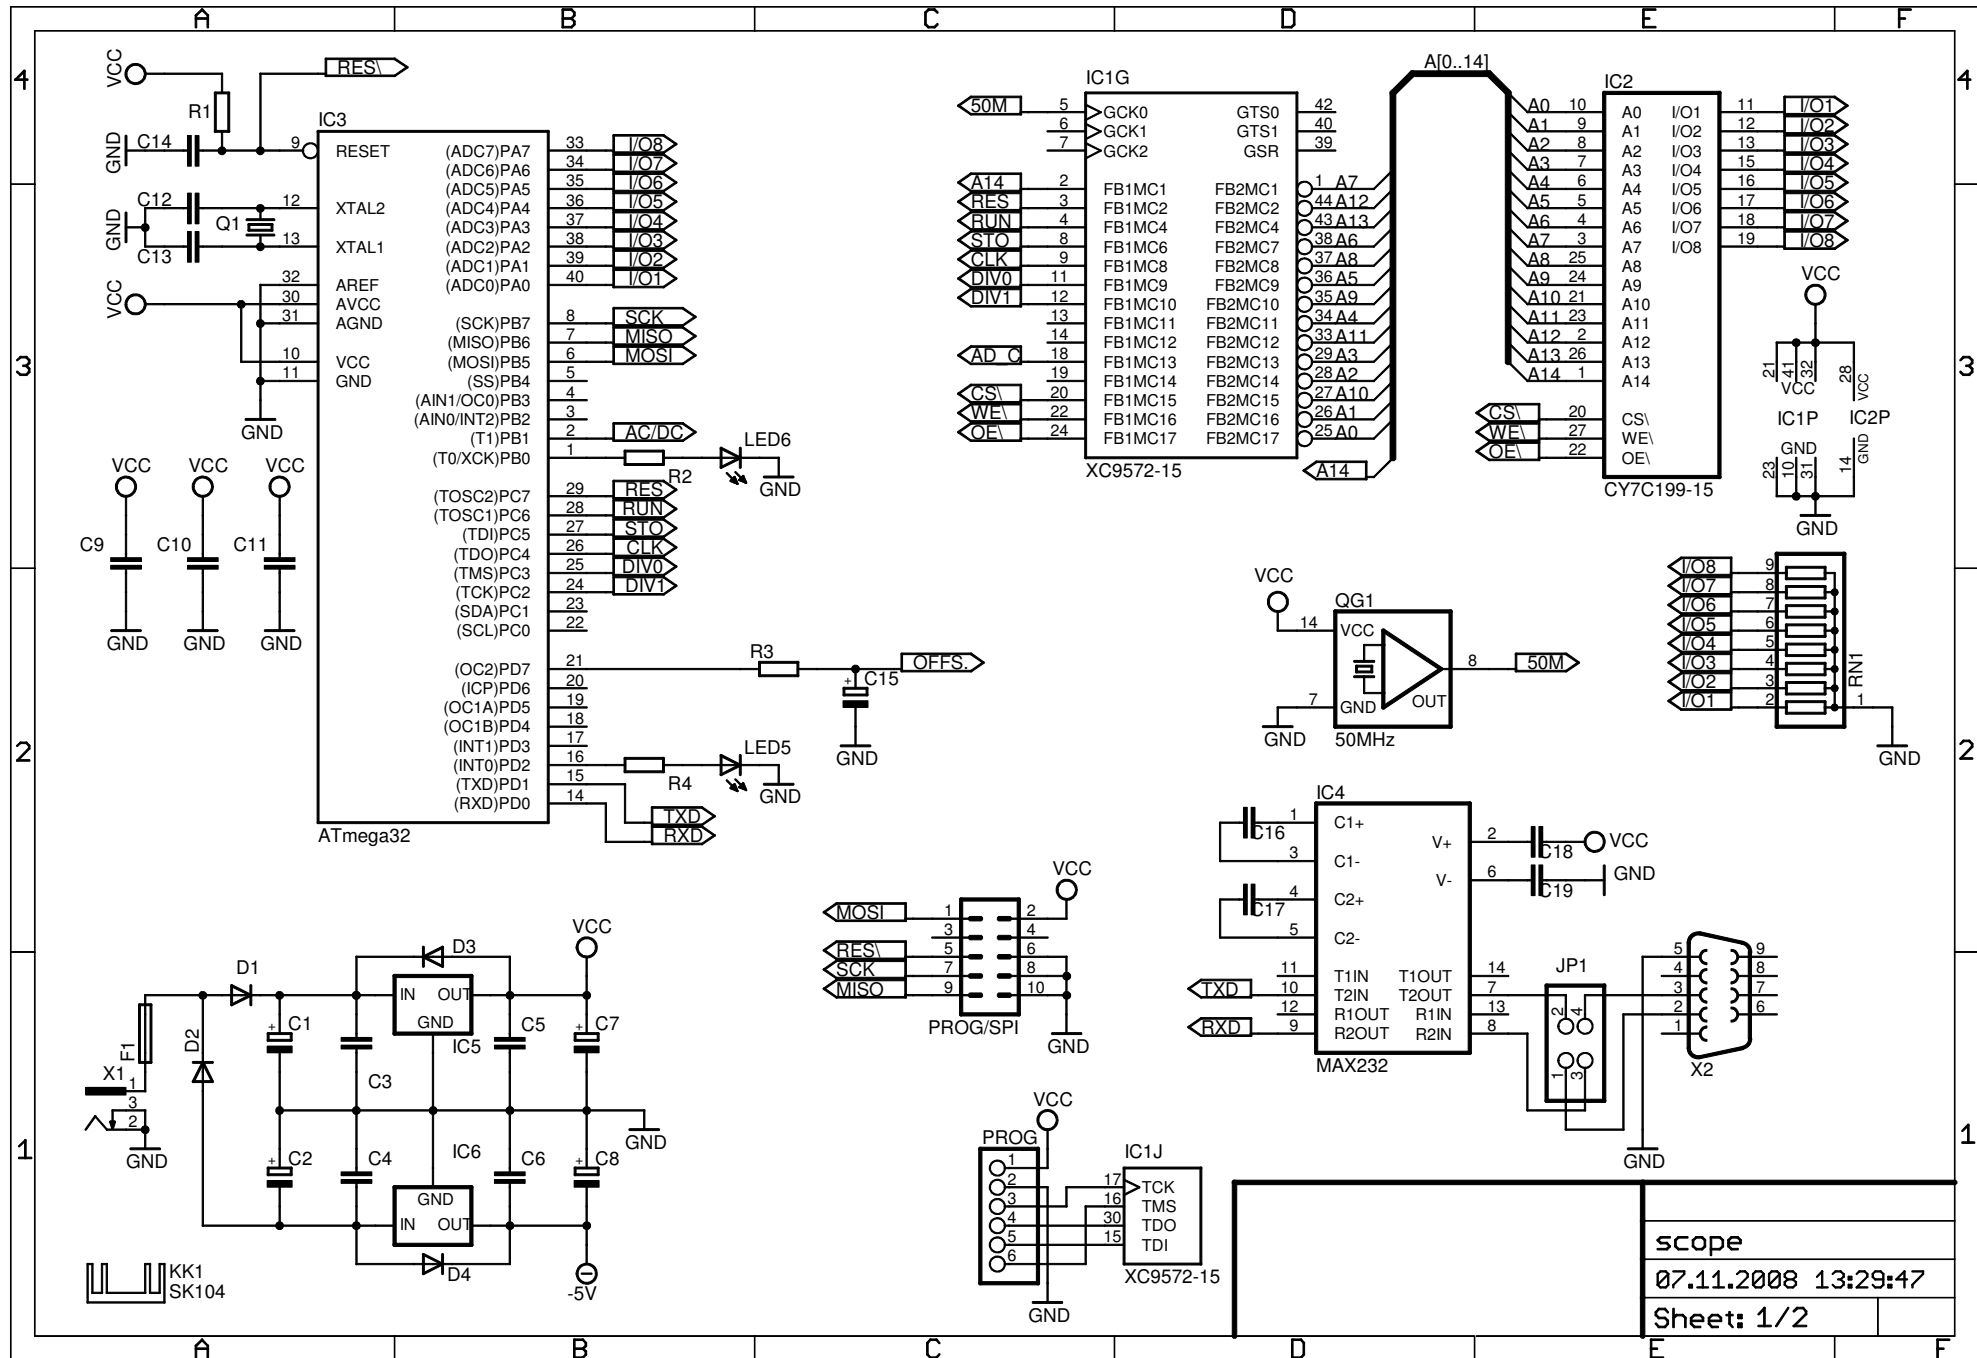 A B C D E F
4 4
3 3
2 2
1 1
VCC
RES\
R1
GND
C14
C12
Q1
C13
GND
VCC
GND
IC3
9 RESET
12 XTAL2
13 XTAL1
32 AREF
30 AVCC
31 AGND
10 VCC
11 GND
(ADC7)PA7 33 I/O8
(ADC6)PA6 34 I/O7
(ADC5)PA5 35 I/O6
(ADC4)PA4 36 I/O5
(ADC3)PA3 37 I/O4
(ADC2)PA2 38 I/O3
(ADC1)PA1 39 I/O2
(ADC0)PA0 40 I/O1
(SCK)PB7 8 SCK
(MISO)PB6 7 MISO
(MOSI)PB5 6 MOSI
(SS)PB4 5
(AIN1/OC0)PB3 4
(AIN0/INT2)PB2 3
(T1)PB1 2 AC/DC
(T0/XCK)PB0 1
R2 LED6 GND
(TOSC2)PC7 29 RES
(TOSC1)PC6 28 RUN
(TDI)PC5 27 STO
(TDO)PC4 26 CLK
(TMS)PC3 25 DIV0
(TCK)PC2 24 DIV1
(SDA)PC1 23
(SCL)PC0 22
(OC2)PD7 21
(ICP)PD6 20
(OC1A)PD5 19
(OC1B)PD4 18
(INT1)PD3 17
(INT0)PD2 16
(TXD)PD1 15
(RXD)PD0 14
ATmega32
R3 OFFS.
+ C15
GND
R4 LED5 GND
TXD
RXD
VCC VCC VCC
C9 C10 C11
GND GND GND
IC1G
50M 5 GCK0 GTS0 42
6 GCK1 GTS1 40
7 GCK2 GSR 39
A14 2 FB1MC1 FB2MC1 1 A7
RES 3 FB1MC2 FB2MC2 44 A12
RUN 4 FB1MC4 FB2MC4 43 A13
STO 8 FB1MC6 FB2MC7 38 A6
CLK 9 FB1MC8 FB2MC8 37 A8
DIV0 11 FB1MC9 FB2MC9 36 A5
DIV1 12 FB1MC10 FB2MC10 35 A9
13 FB1MC11 FB2MC11 34 A4
14 FB1MC12 FB2MC12 33 A11
AD_C 18 FB1MC13 FB2MC13 29 A3
19 FB1MC14 FB2MC14 28 A2
CS\ 20 FB1MC15 FB2MC15 27 A10
WE\ 22 FB1MC16 FB2MC16 26 A1
OE\ 24 FB1MC17 FB2MC17 25 A0
XC9572-15
A14
A[0..14]
IC2
A0 10 A0 I/O1 11 I/O1
A1 9 A1 I/O2 12 I/O2
A2 8 A2 I/O3 13 I/O3
A3 7 A3 I/O4 15 I/O4
A4 6 A4 I/O5 16 I/O5
A5 5 A5 I/O6 17 I/O6
A6 4 A6 I/O7 18 I/O7
A7 3 A7 I/O8 19 I/O8
A8 25 A8
A9 24 A9
A10 21 A10
A11 23 A11
A12 2 A12
A13 26 A13
A14 1 A14
CS\ 20 CS\
WE\ 27 WE\
OE\ 22 OE\
CY7C199-15
VCC
21 41 32 28
VCC VCC
IC1P IC2P
GND GND
23 10 31 14
GND
VCC
QG1
14 VCC
7 GND
OUT 8 50M
50MHz
GND
I/O8 9
I/O7 8
I/O6 7
I/O5 6
I/O4 5
I/O3 4
I/O2 3
I/O1 2
RN1
1
GND
IC4
C16
1 C1+
3 C1-
C17
4 C2+
5 C2-
V+ 2 C18 VCC
V- 6 C19 GND
11 T1IN T1OUT 14
TXD 10 T2IN T2OUT 7
12 R1OUT R1IN 13
RXD 9 R2OUT R2IN 8
MAX232
JP1
2 4
1 3
5 9
4 8
3 7
2 6
1
X2
GND
VCC
MOSI 1 2
3 4
RES\ 5 6
SCK 7 8
MISO 9 10
PROG/SPI
GND
VCC
D3
D1
IN OUT
GND
IC5
D2
F1
X1
1
3
2
GND
+ C1
C3
C5
+ C7
GND
+ C2
C4
IC6
C6
+ C8
GND
IN OUT
D4
-5V
KK1
SK104
VCC
PROG
1
2
3
4
5
6
GND
IC1J
17 TCK
16 TMS
30 TDO
15 TDI
XC9572-15
scope
07.11.2008 13:29:47
Sheet: 1/2
A B C D E F